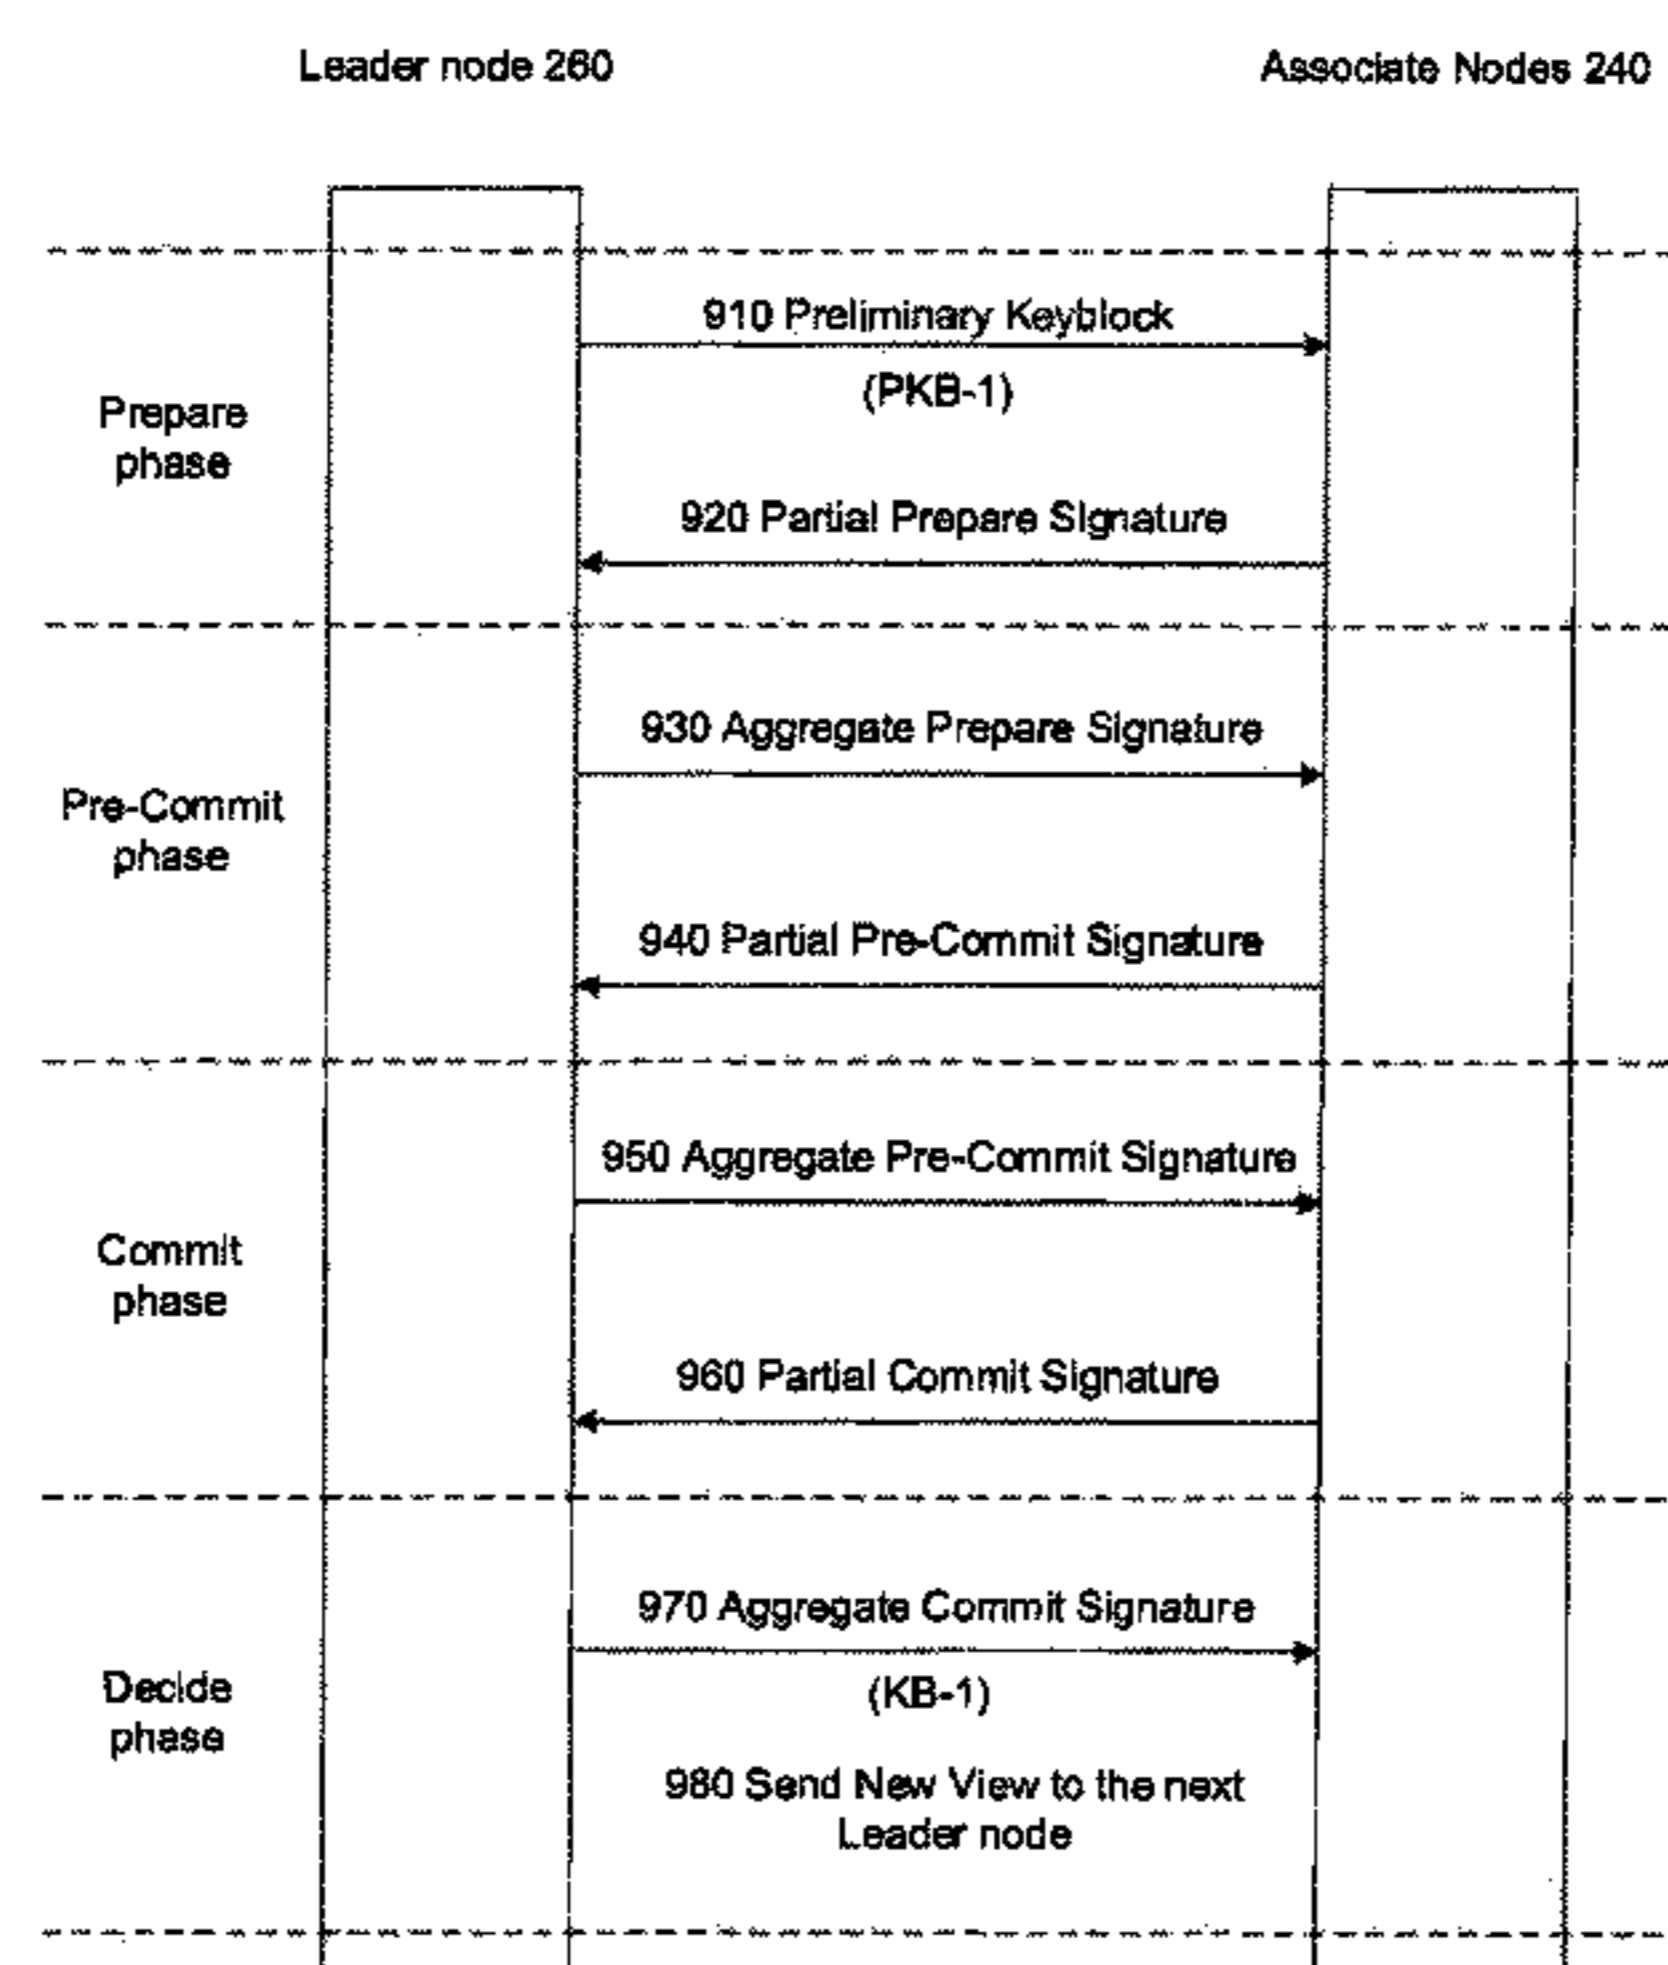 Leader node 260
Associate Nodes 240
910 Preliminary Keyblock
(PKB-1)
Prepare
phase
920 Partial Prepare Signature
930 Aggregate Prepare Signature
Pre-Commit
phase
940 Partial Pre-Commit Signature
950 Aggregate Pre-Commit Signature
Commit
phase
960 Partial Commit Signature
970 Aggregate Commit Signature
(KB-1)
Decide
phase
980 Send New View to the next
Leader node